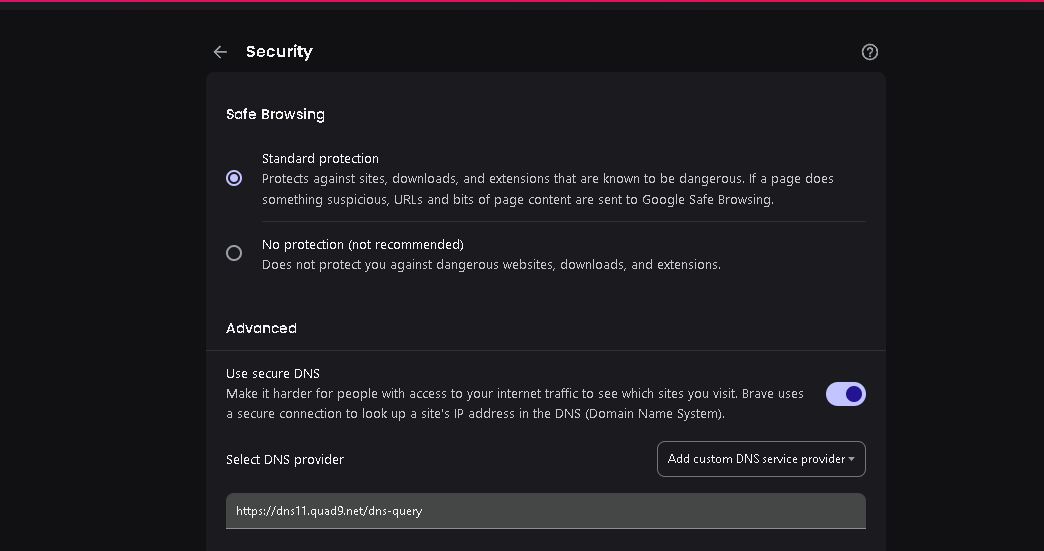 Security
Safe Browsing
Standard protection
Protects against sites, downloads, and extensions that are known to be dangerous. If a page does
something suspicious, URLs and bits of page content are sent to Google Safe Browsing.
No protection (not recommended)
Does not protect you against dangerous websites, downloads, and extensions.
Advanced
Use secure DNS
Make it harder for people with access to your internet traffic to see which sites you visit. Brave uses
a secure connection to look up a site's IP address in the DNS (Domain Name System).
Select DNS provider
Add custom DNS service provider
https://dns11.quad9.net/dns-query